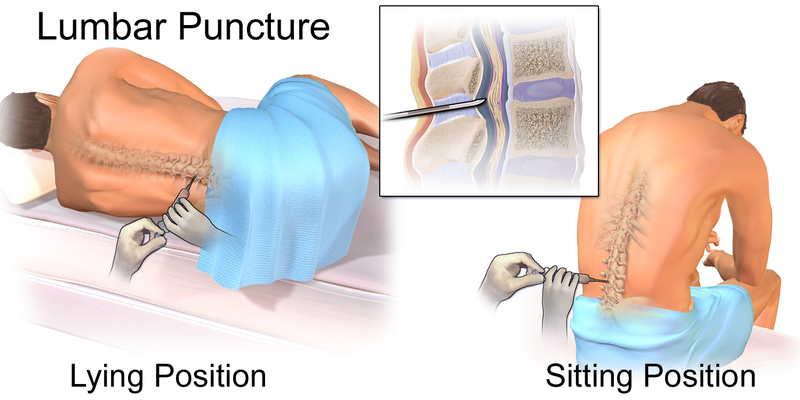 Lumbar Puncture
Lying Position
Sitting Position